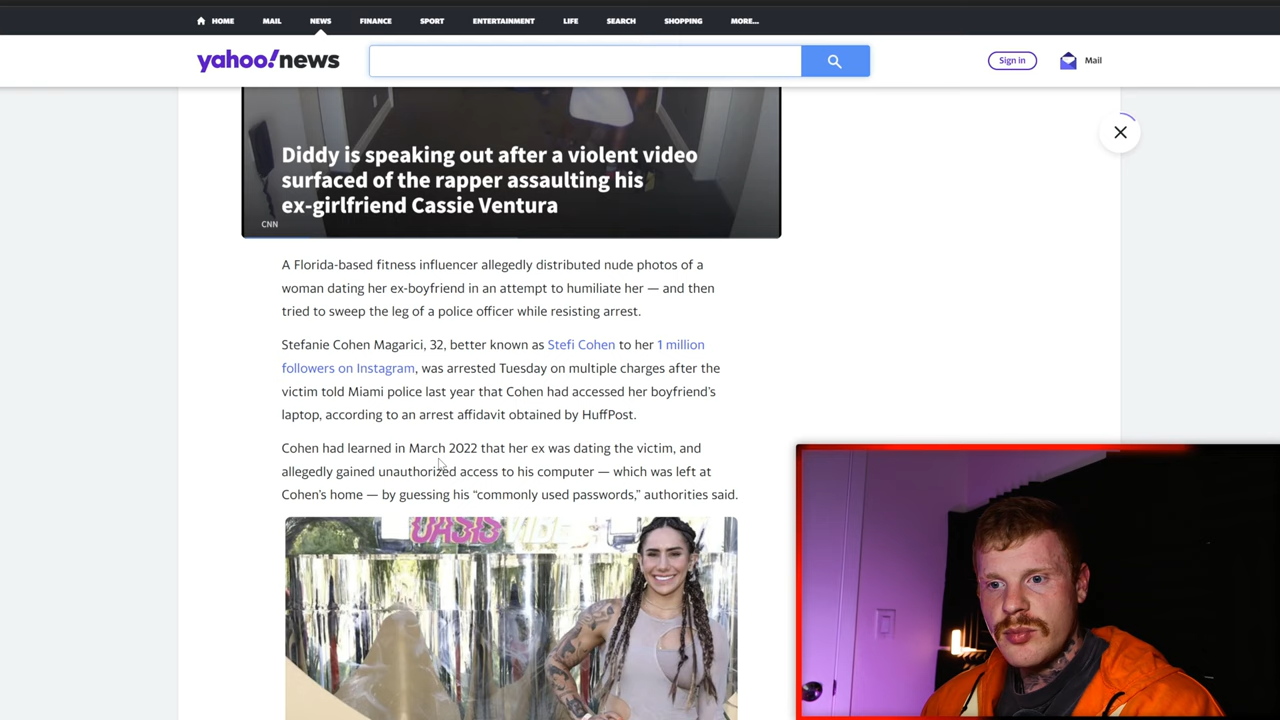 HOME MAIL NEWS FINANCE SPORT ENTERTAINMENT LIFE SEARCH SHOPPING MORE...
yahoo!news
Sign in
Mail
Diddy is speaking out after a violent video
surfaced of the rapper assaulting his
ex-girlfriend Cassie Ventura
CNN
A Florida-based fitness influencer allegedly distributed nude photos of a
woman dating her ex-boyfriend in an attempt to humiliate her — and then
tried to sweep the leg of a police officer while resisting arrest.
Stefanie Cohen Magarici, 32, better known as Stefi Cohen to her 1 million
followers on Instagram, was arrested Tuesday on multiple charges after the
victim told Miami police last year that Cohen had accessed her boyfriend’s
laptop, according to an arrest affidavit obtained by HuffPost.
Cohen had learned in March 2022 that her ex was dating the victim, and
allegedly gained unauthorized access to his computer — which was left at
Cohen’s home — by guessing his “commonly used passwords,” authorities said.
OASIS